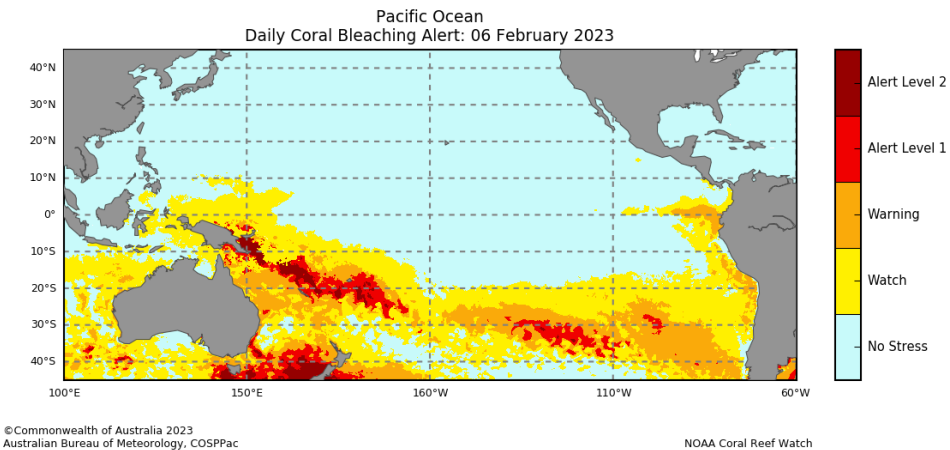 Pacific Ocean
Daily Coral Bleaching Alert: 06 February 2023
40°N
30°N
20°N
10°N
0°
10°S
20°S
30°S
40°S
100°E
150°E
160°W
110°W
60°W
Alert Level 2
Alert Level 1
Warning
Watch
No Stress
©Commonwealth of Australia 2023
Australian Bureau of Meteorology, COSPPac
NOAA Coral Reef Watch